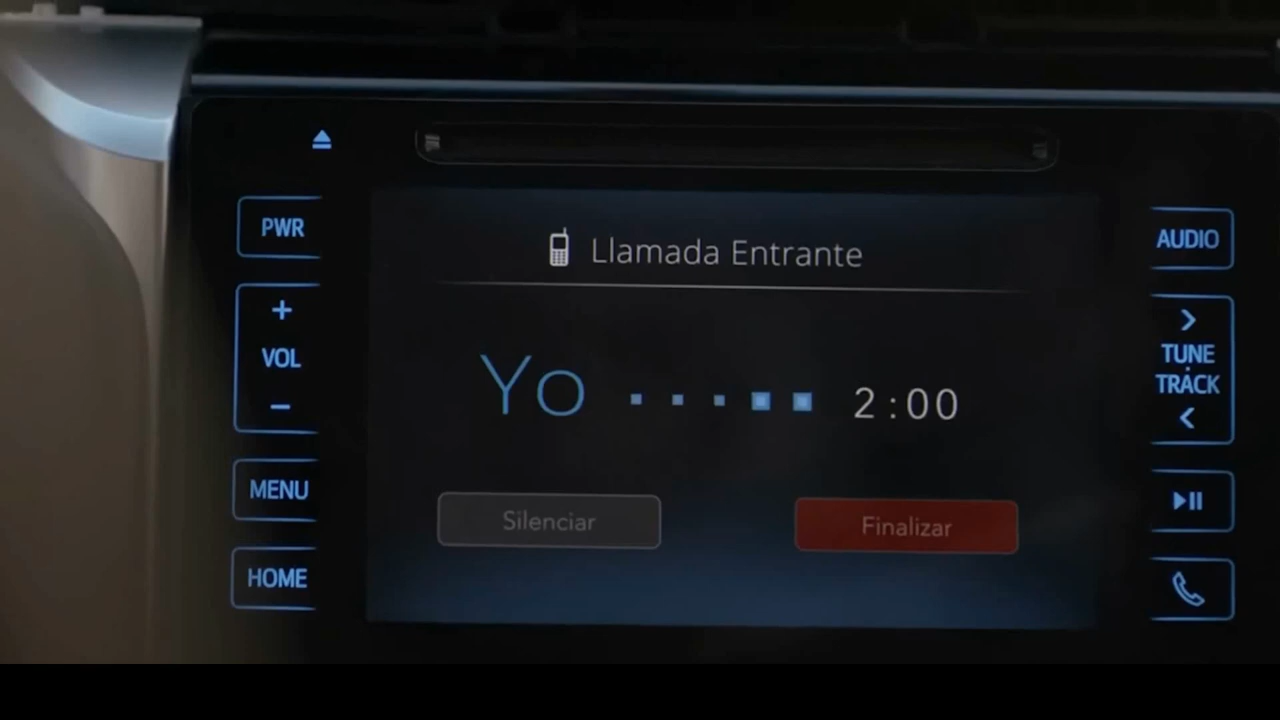 PWR
+
VOL
−
MENU
HOME
Llamada Entrante
Yo 2:00
Silenciar Finalizar
AUDIO
>
TUNE
TRACK
<